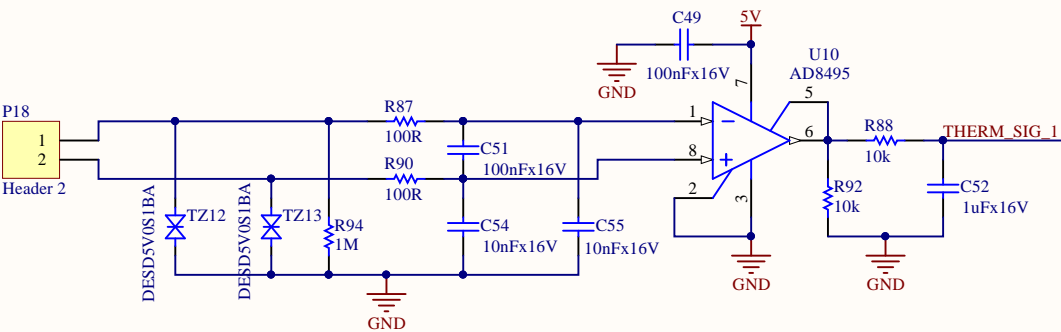 C49
5V
100nFx16V
GND
U10
AD8495
7
5
P18
1
2
Header 2
R87
100R
R90
100R
C51
100nFx16V
1
8
6
2
3
R88
10k
THERM_SIG_1
DESD5V0S1BA
TZ12
DESD5V0S1BA
TZ13
R94
1M
C54
10nFx16V
C55
10nFx16V
R92
10k
C52
1uFx16V
GND
GND
GND